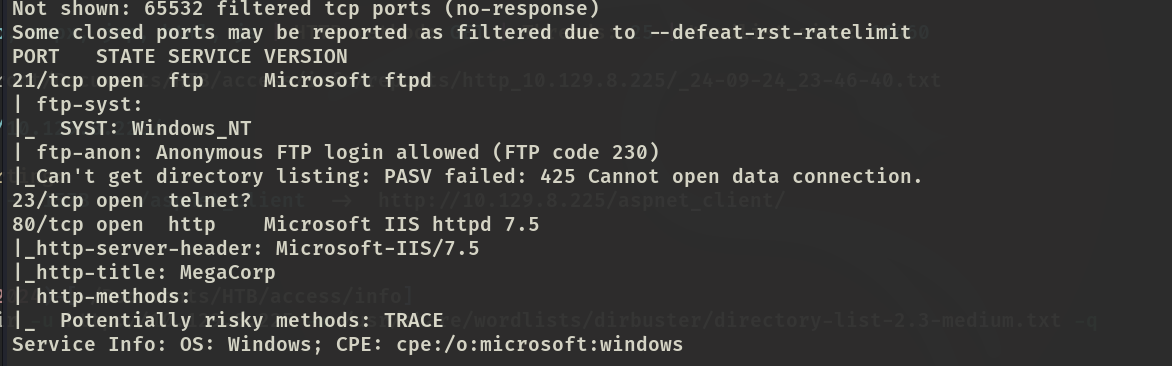 Not shown: 65532 filtered tcp ports (no-response)
Some closed ports may be reported as filtered due to --defeat-rst-ratelimit
PORT   STATE SERVICE VERSION
21/tcp open  ftp     Microsoft ftpd
| ftp-syst:
|_  SYST: Windows_NT
| ftp-anon: Anonymous FTP login allowed (FTP code 230)
|_Can't get directory listing: PASV failed: 425 Cannot open data connection.
23/tcp open  telnet?
80/tcp open  http    Microsoft IIS httpd 7.5
|_http-server-header: Microsoft-IIS/7.5
|_http-title: MegaCorp
| http-methods:
|_  Potentially risky methods: TRACE
Service Info: OS: Windows; CPE: cpe:/o:microsoft:windows